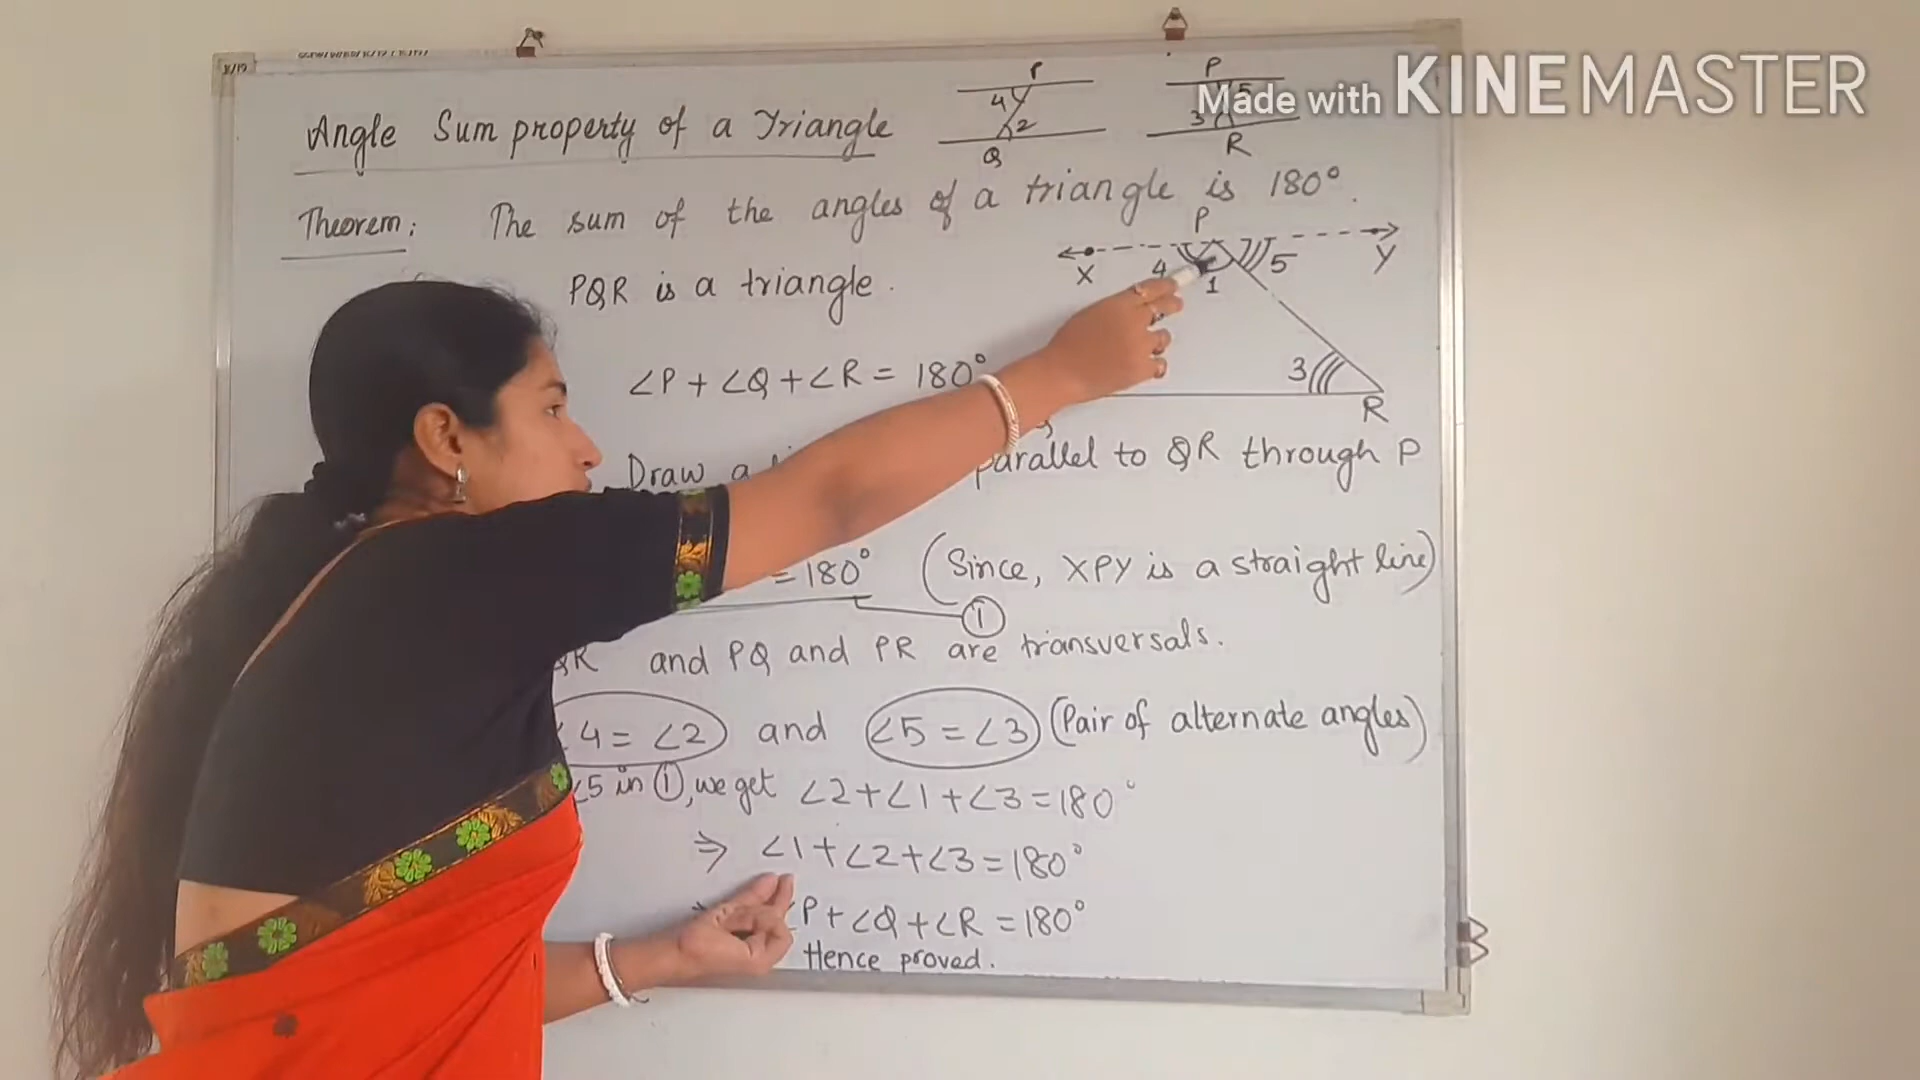 Made with KINEMASTER
8/19
P
4
2
Q
P
5
3
R
Angle Sum property of a Triangle
Theorem: The sum of the angles of a triangle is 180°.
PQR is a triangle.
P
X
4
1
5
Y
3
R
∠P + ∠Q + ∠R = 180°
Draw a parallel to QR through P
= 180° (Since, XPY is a straight line)
①
QR and PQ and PR are transversals.
∠4 = ∠2 and ∠5 = ∠3 (Pair of alternate angles)
∠5 in ①, we get ∠2+∠1+∠3=180°
⇒ ∠1+∠2+∠3=180°
∠P+∠Q+∠R=180°
Hence proved.